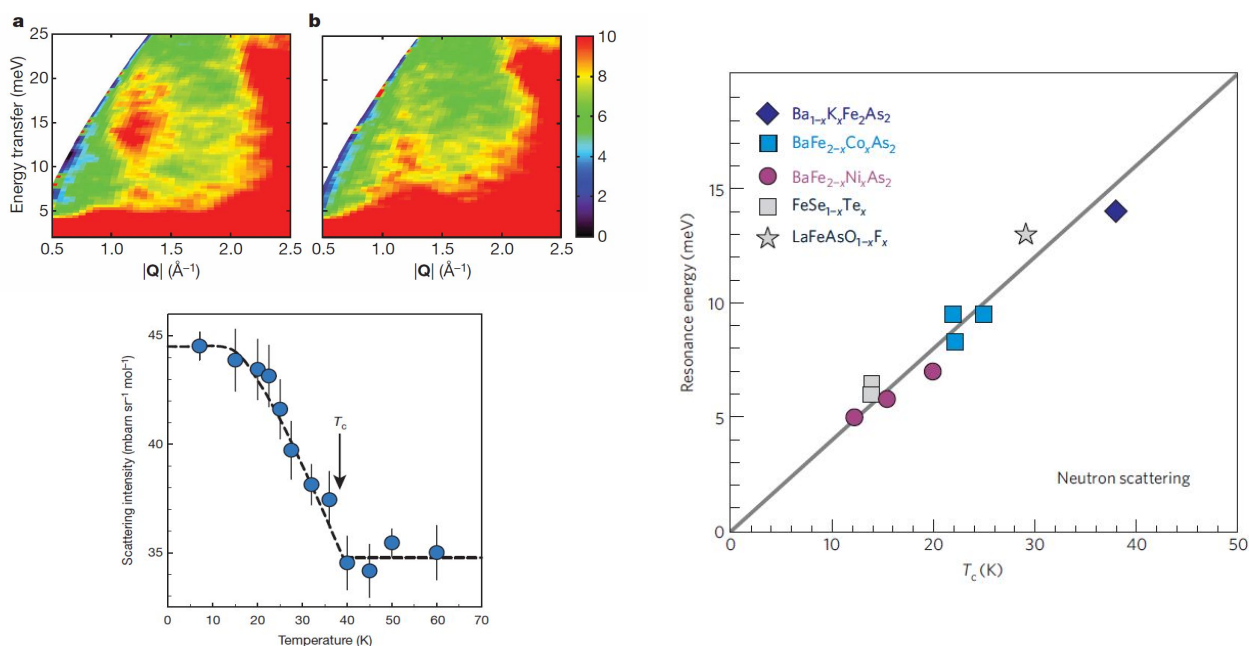 a
b
Energy transfer (meV)
25
20
15
10
5
0.5 1.0 1.5 2.0 2.5
|Q| (Å⁻¹)
0.5 1.0 1.5 2.0 2.5
|Q| (Å⁻¹)
10
8
6
4
2
0
Scattering intensity (mbarn sr⁻¹ mol⁻¹)
45
40
35
Tc
0 10 20 30 40 50 60 70
Temperature (K)
Resonance energy (meV)
15
10
5
0
Ba₁₋ₓKₓFe₂As₂
BaFe₂₋ₓCoₓAs₂
BaFe₂₋ₓNiₓAs₂
FeSe₁₋ₓTeₓ
LaFeAsO₁₋ₓFₓ
Neutron scattering
0 10 20 30 40 50
Tc (K)